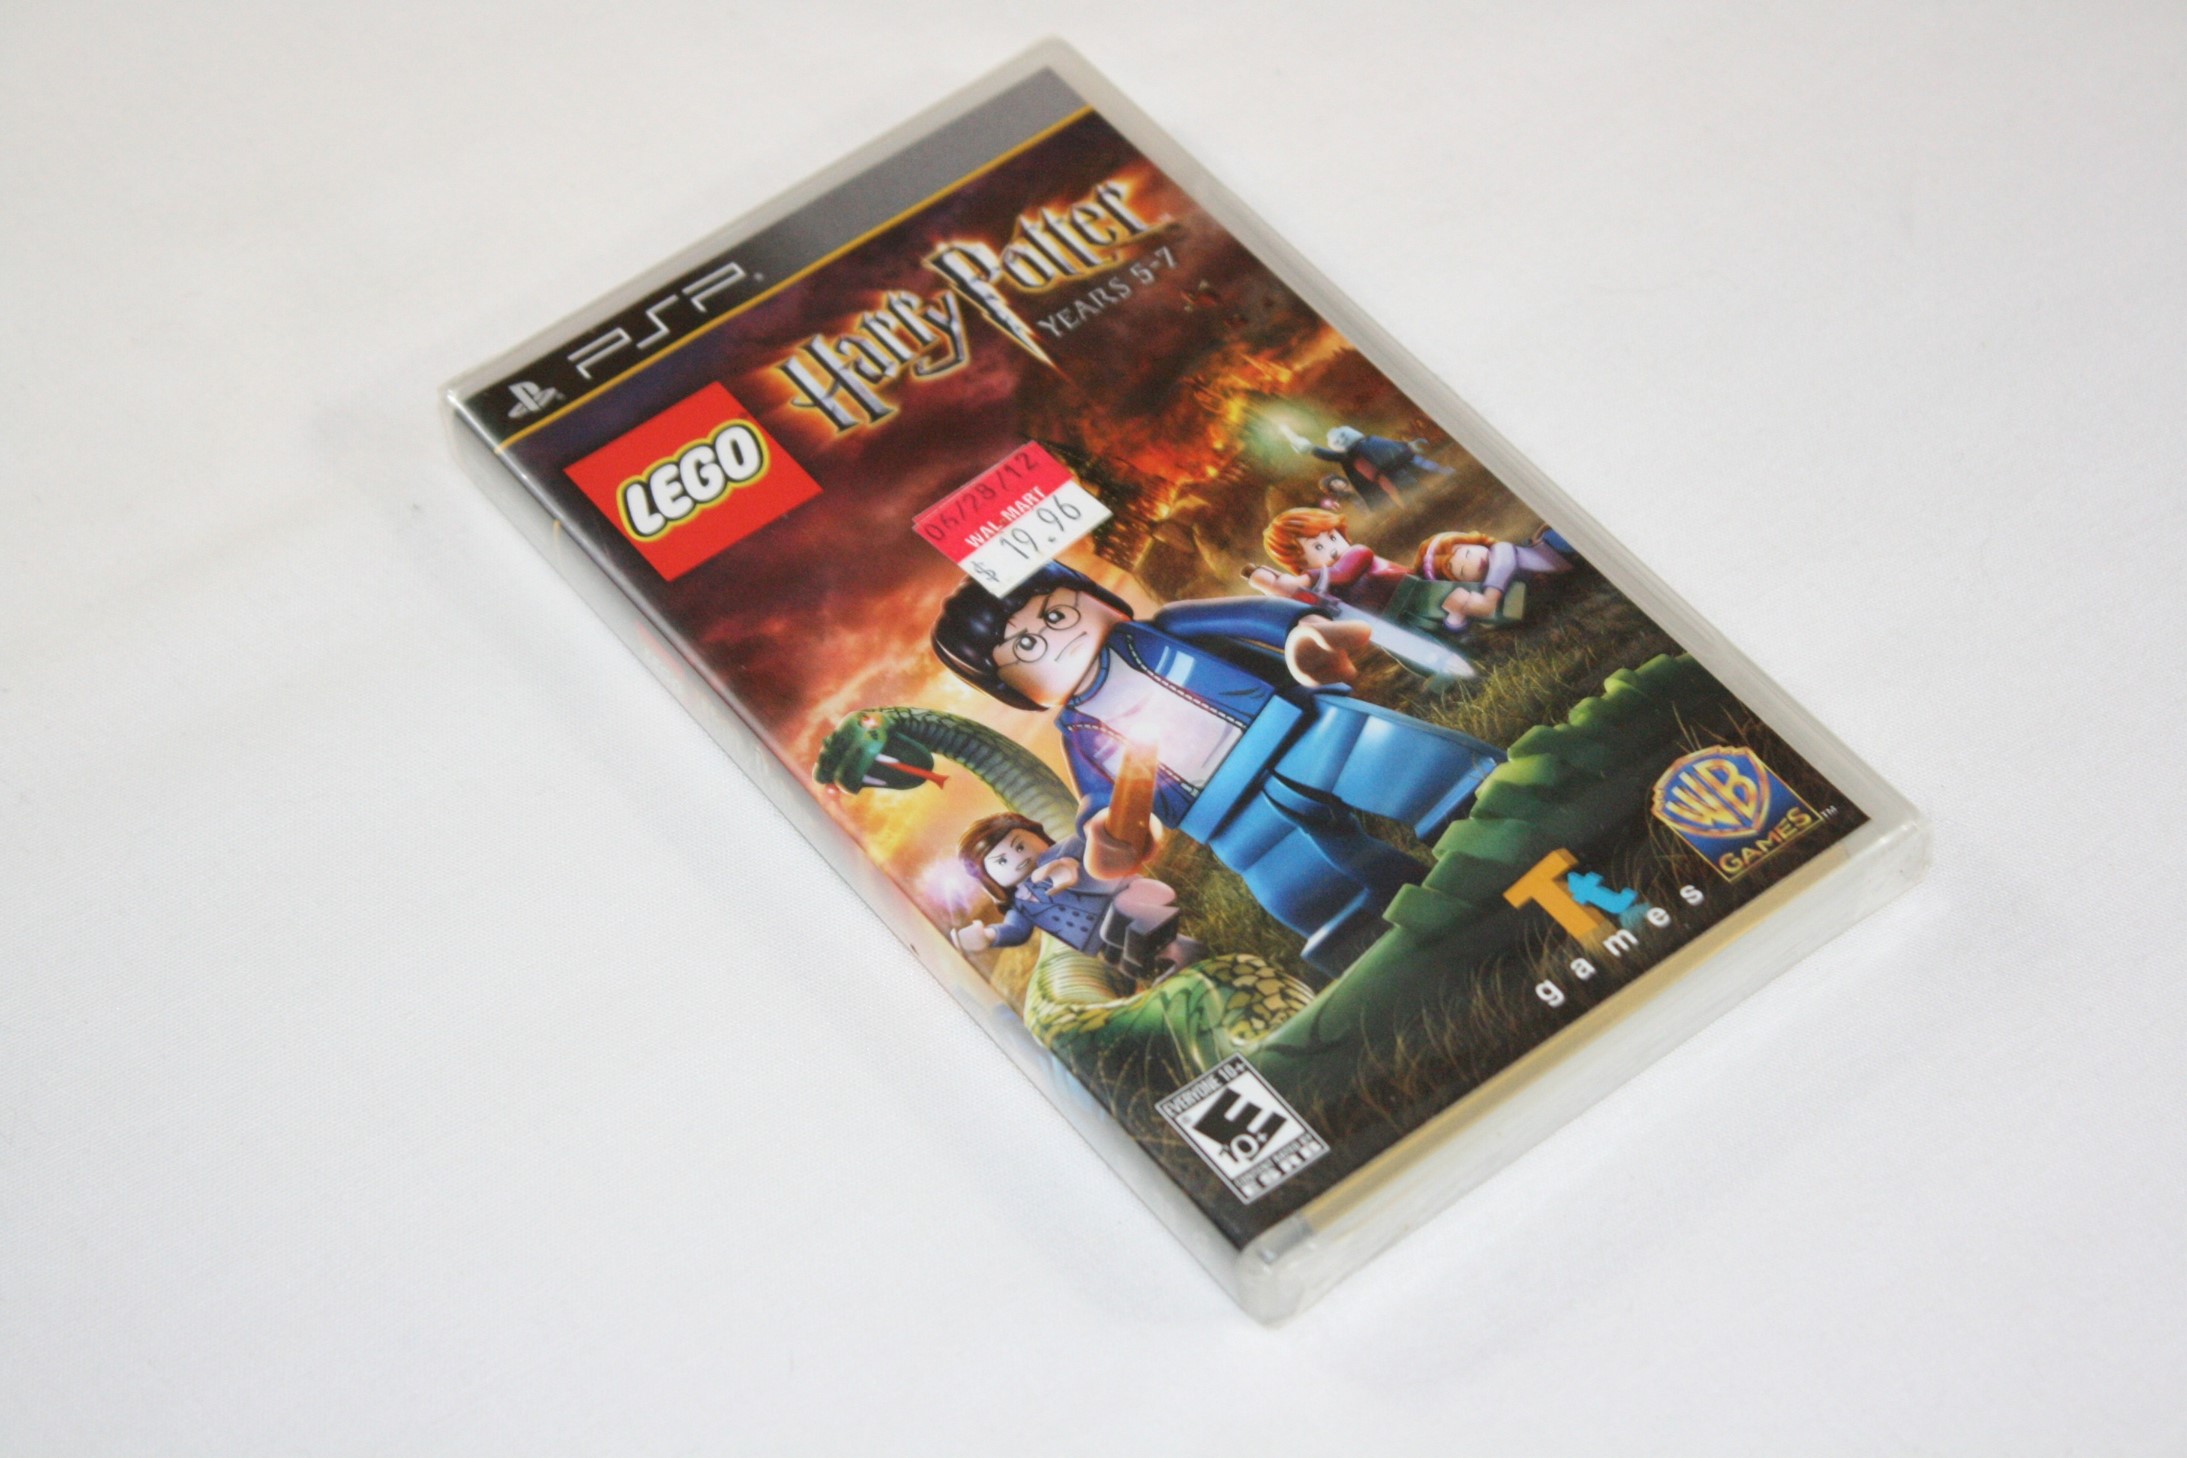 PSP
LEGO
Harry Potter
YEARS 5-7
06/28/12
WAL-MART
$ 19.96
WB
GAMES
TM
Tt
games
EVERYONE 10+
E
10+
ESRB